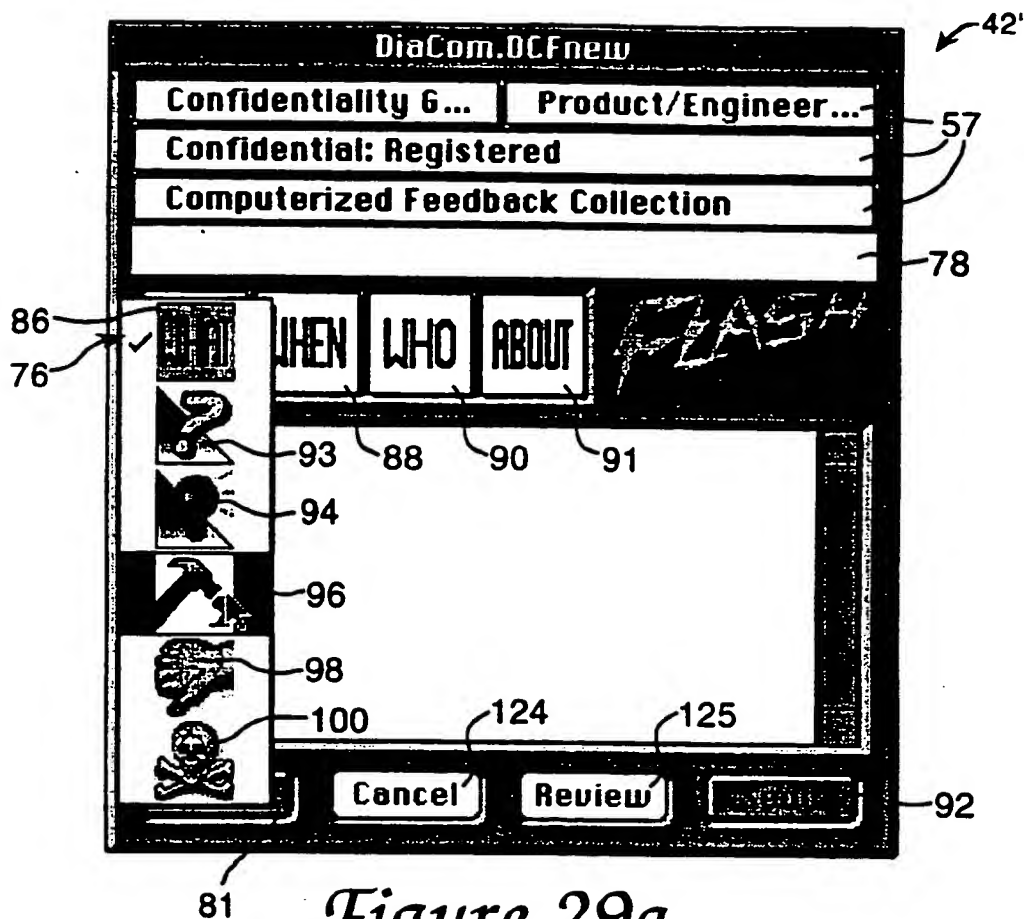 42'
DiaCom.DCFnew
Confidentiality G... Product/Engineer...
57
Confidential: Registered
Computerized Feedback Collection
78
86 WHAT WHEN WHO ABOUT FLASH
76
93 88 90 91
94
96
98
100 124 125
Cancel Review 92
81 Figure 29a